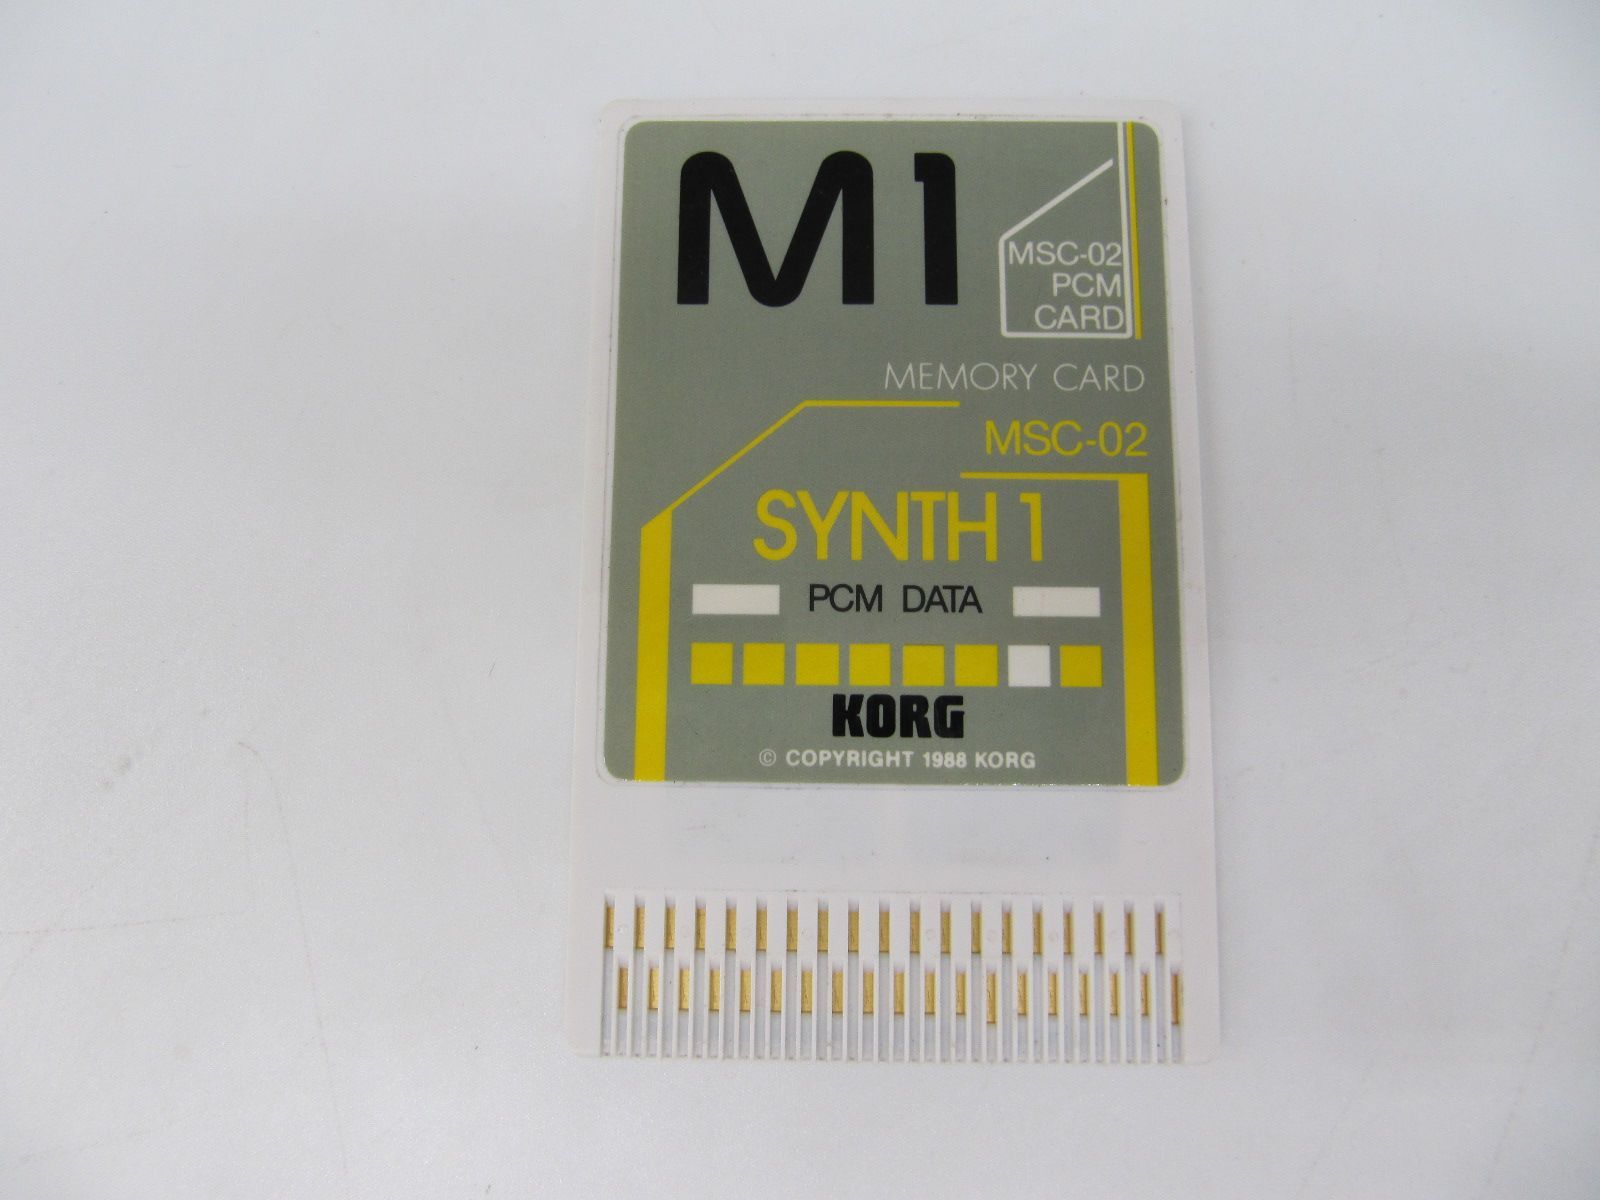 M1
MSC-02
PCM
CARD
MEMORY CARD
MSC-02
SYNTH 1
PCM DATA
KORG
© COPYRIGHT 1988 KORG